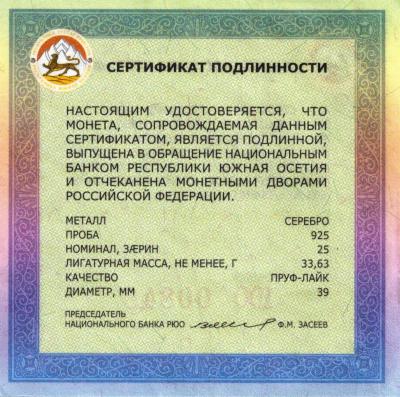 СЕРТИФИКАТ ПОДЛИННОСТИ
НАСТОЯЩИМ УДОСТОВЕРЯЕТСЯ, ЧТО
МОНЕТА, СОПРОВОЖДАЕМАЯ ДАННЫМ
СЕРТИФИКАТОМ, ЯВЛЯЕТСЯ ПОДЛИННОЙ,
ВЫПУЩЕНА В ОБРАЩЕНИЕ НАЦИОНАЛЬНЫМ
БАНКОМ РЕСПУБЛИКИ ЮЖНАЯ ОСЕТИЯ
И ОТЧЕКАНЕНА МОНЕТНЫМИ ДВОРАМИ
РОССИЙСКОЙ ФЕДЕРАЦИИ.
МЕТАЛЛ СЕРЕБРО
ПРОБА 925
НОМИНАЛ, ЗÆРИН 25
ЛИГАТУРНАЯ МАССА, НЕ МЕНЕЕ, Г 33,63
КАЧЕСТВО ПРУФ-ЛАЙК
ДИАМЕТР, ММ 39
ПРЕДСЕДАТЕЛЬ
НАЦИОНАЛЬНОГО БАНКА РЮО Ф.М. ЗАСЕЕВ